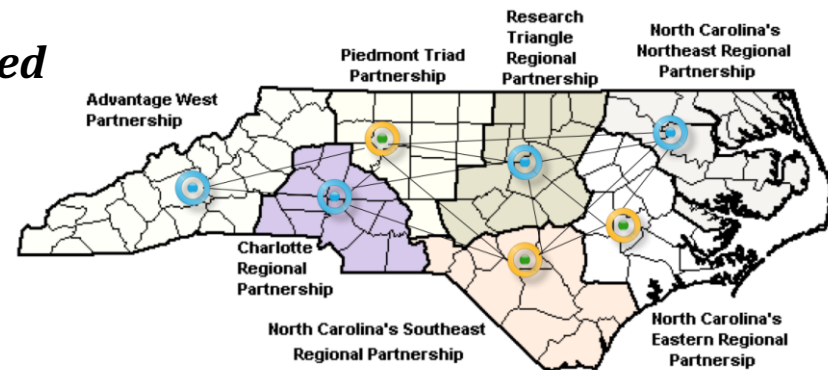 ed
Research
Triangle
Regional
Partnership
North Carolina's
Northeast Regional
Partnership
Piedmont Triad
Partnership
Advantage West
Partnership
Charlotte
Regional
Partnership
North Carolina's Southeast
Regional Partnership
North Carolina's
Eastern Regional
Partnersip